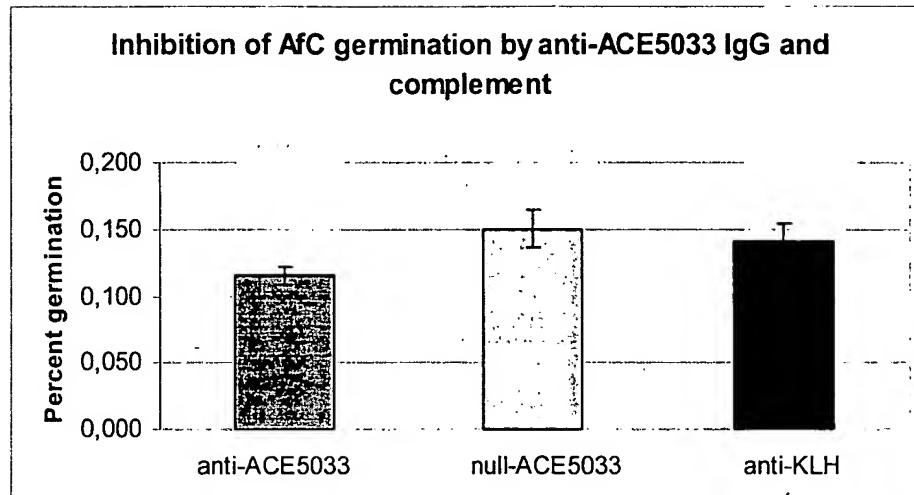 Inhibition of AfC germination by anti-ACE5033 IgG and
complement
Percent germination
0,200
0,150
0,100
0,050
0,000
anti-ACE5033
null-ACE5033
anti-KLH